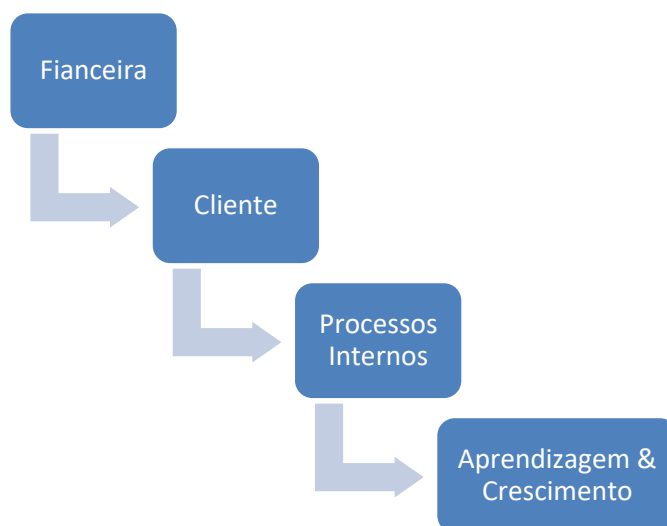 Fianceira
Cliente
Processos
Internos
Aprendizagem &
Crescimento